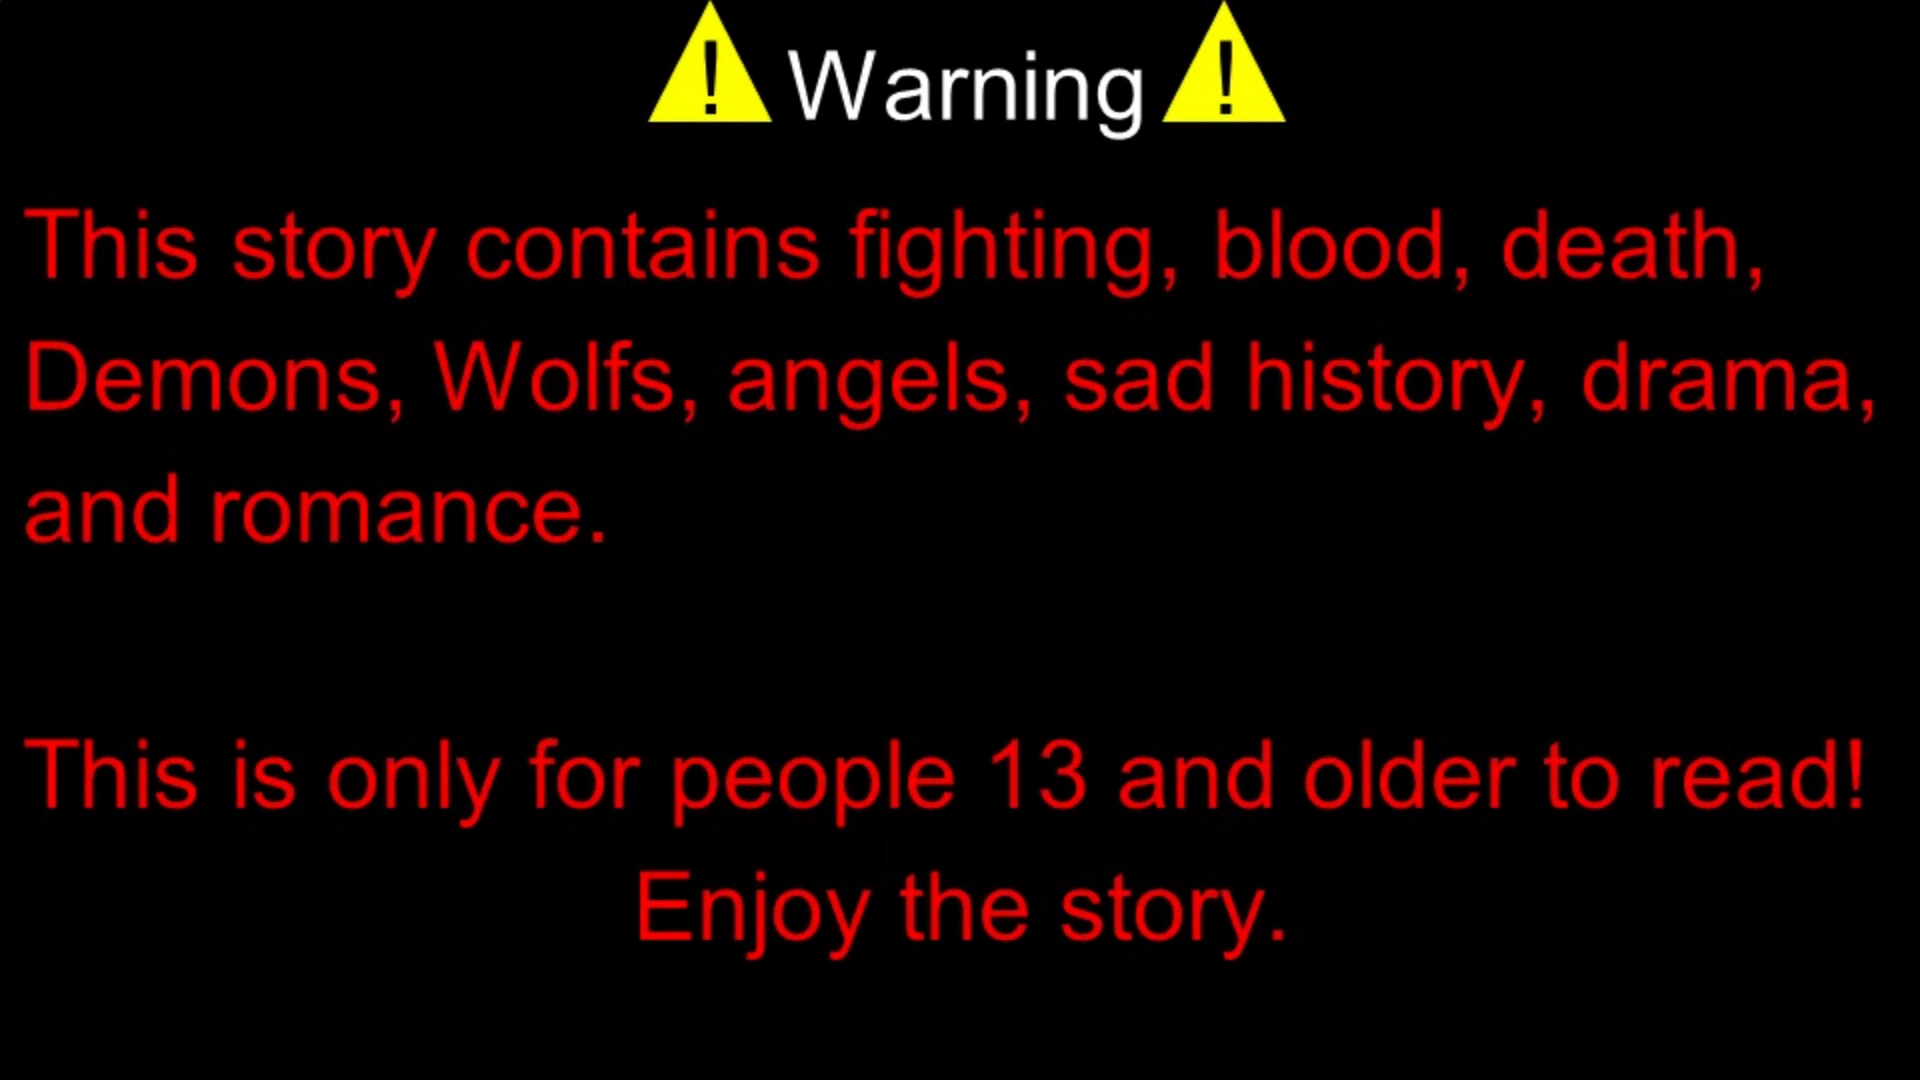 ! Warning !
This story contains fighting, blood, death,
Demons, Wolfs, angels, sad history, drama,
and romance.
This is only for people 13 and older to read!
Enjoy the story.